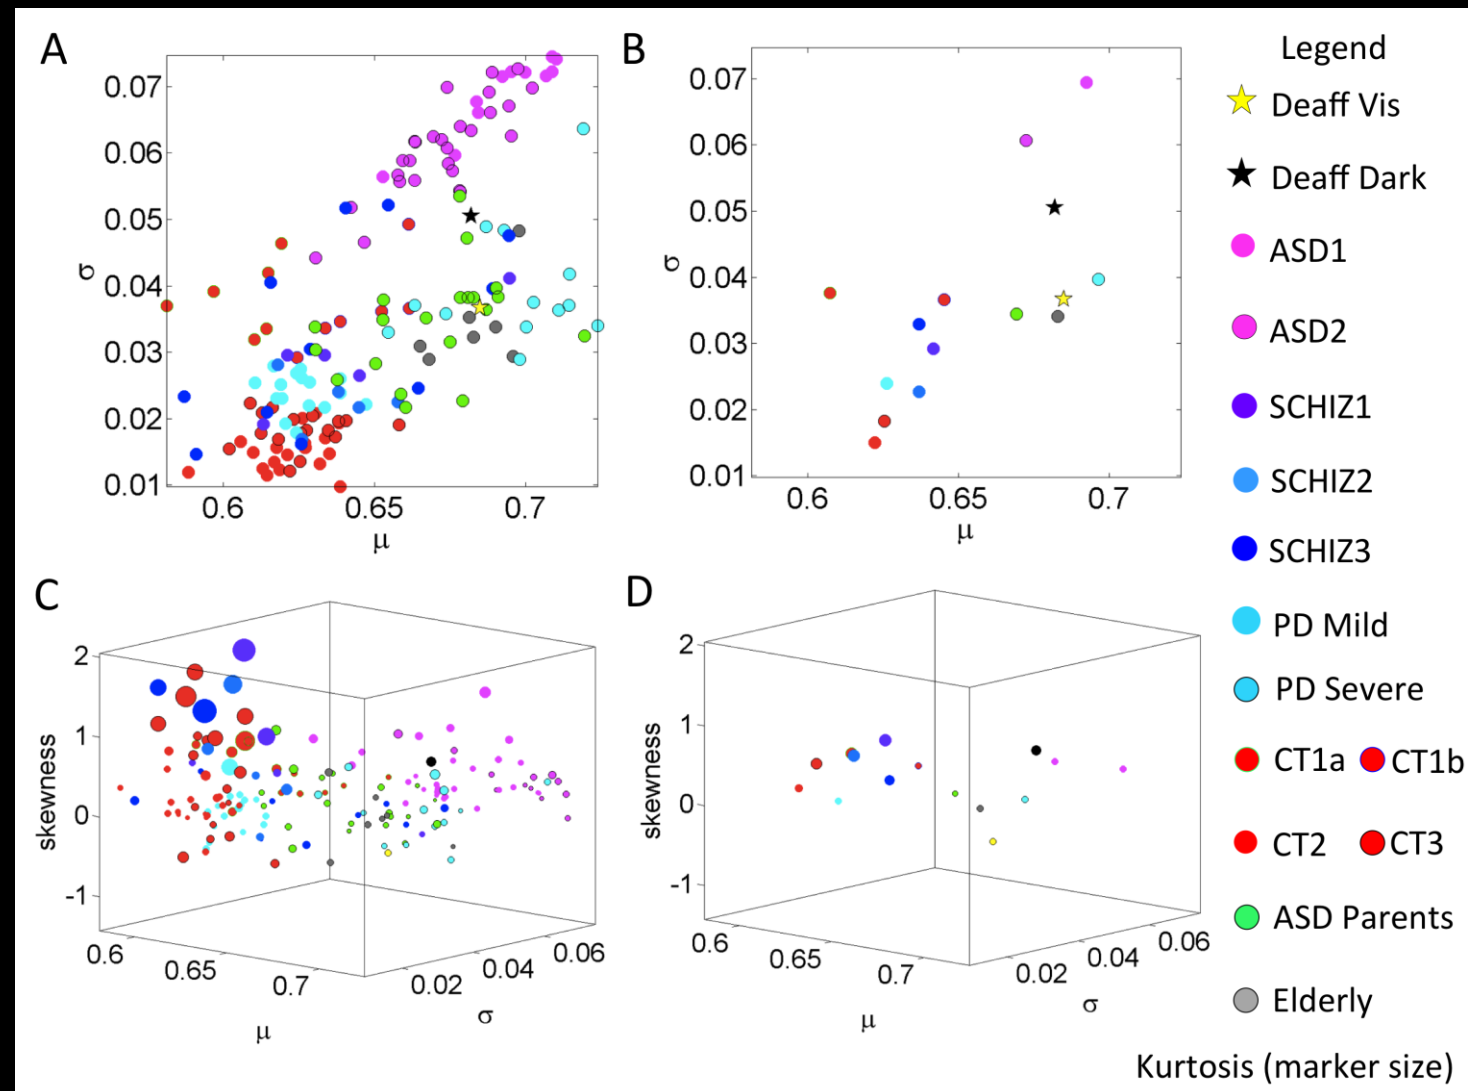 A
0.07
0.06
0.05
0.04
0.03
0.02
0.01
σ
0.6
0.65
0.7
μ
B
0.07
0.06
0.05
0.04
0.03
0.02
0.01
σ
0.6
0.65
0.7
μ
Legend
Deaff Vis
Deaff Dark
ASD1
ASD2
SCHIZ1
SCHIZ2
SCHIZ3
PD Mild
PD Severe
CT1a CT1b
CT2 CT3
ASD Parents
Elderly
Kurtosis (marker size)
C
2
1
0
-1
skewness
0.6
0.65
0.7
μ
0.02
0.04
0.06
σ
D
2
1
0
-1
skewness
0.6
0.65
0.7
μ
0.02
0.04
0.06
σ